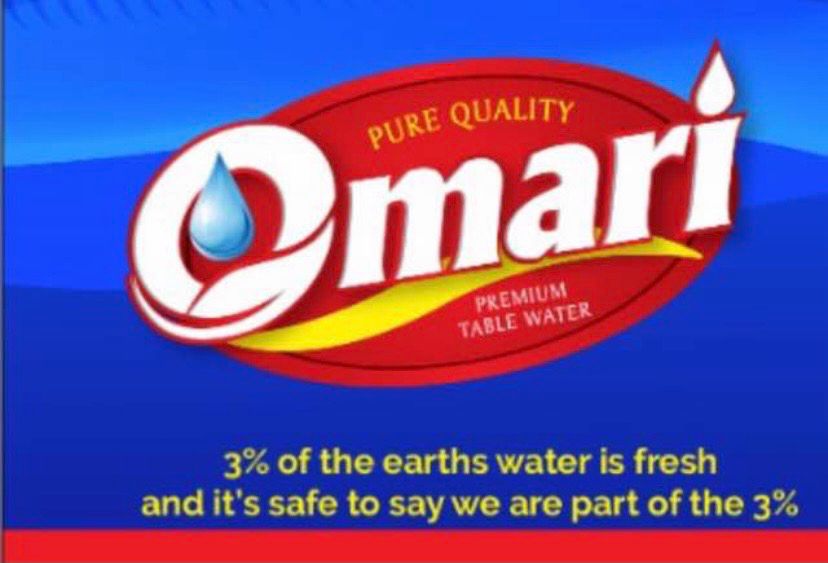 PURE QUALITY
Omari
PREMIUM
TABLE WATER
3% of the earths water is fresh
and it's safe to say we are part of the 3%